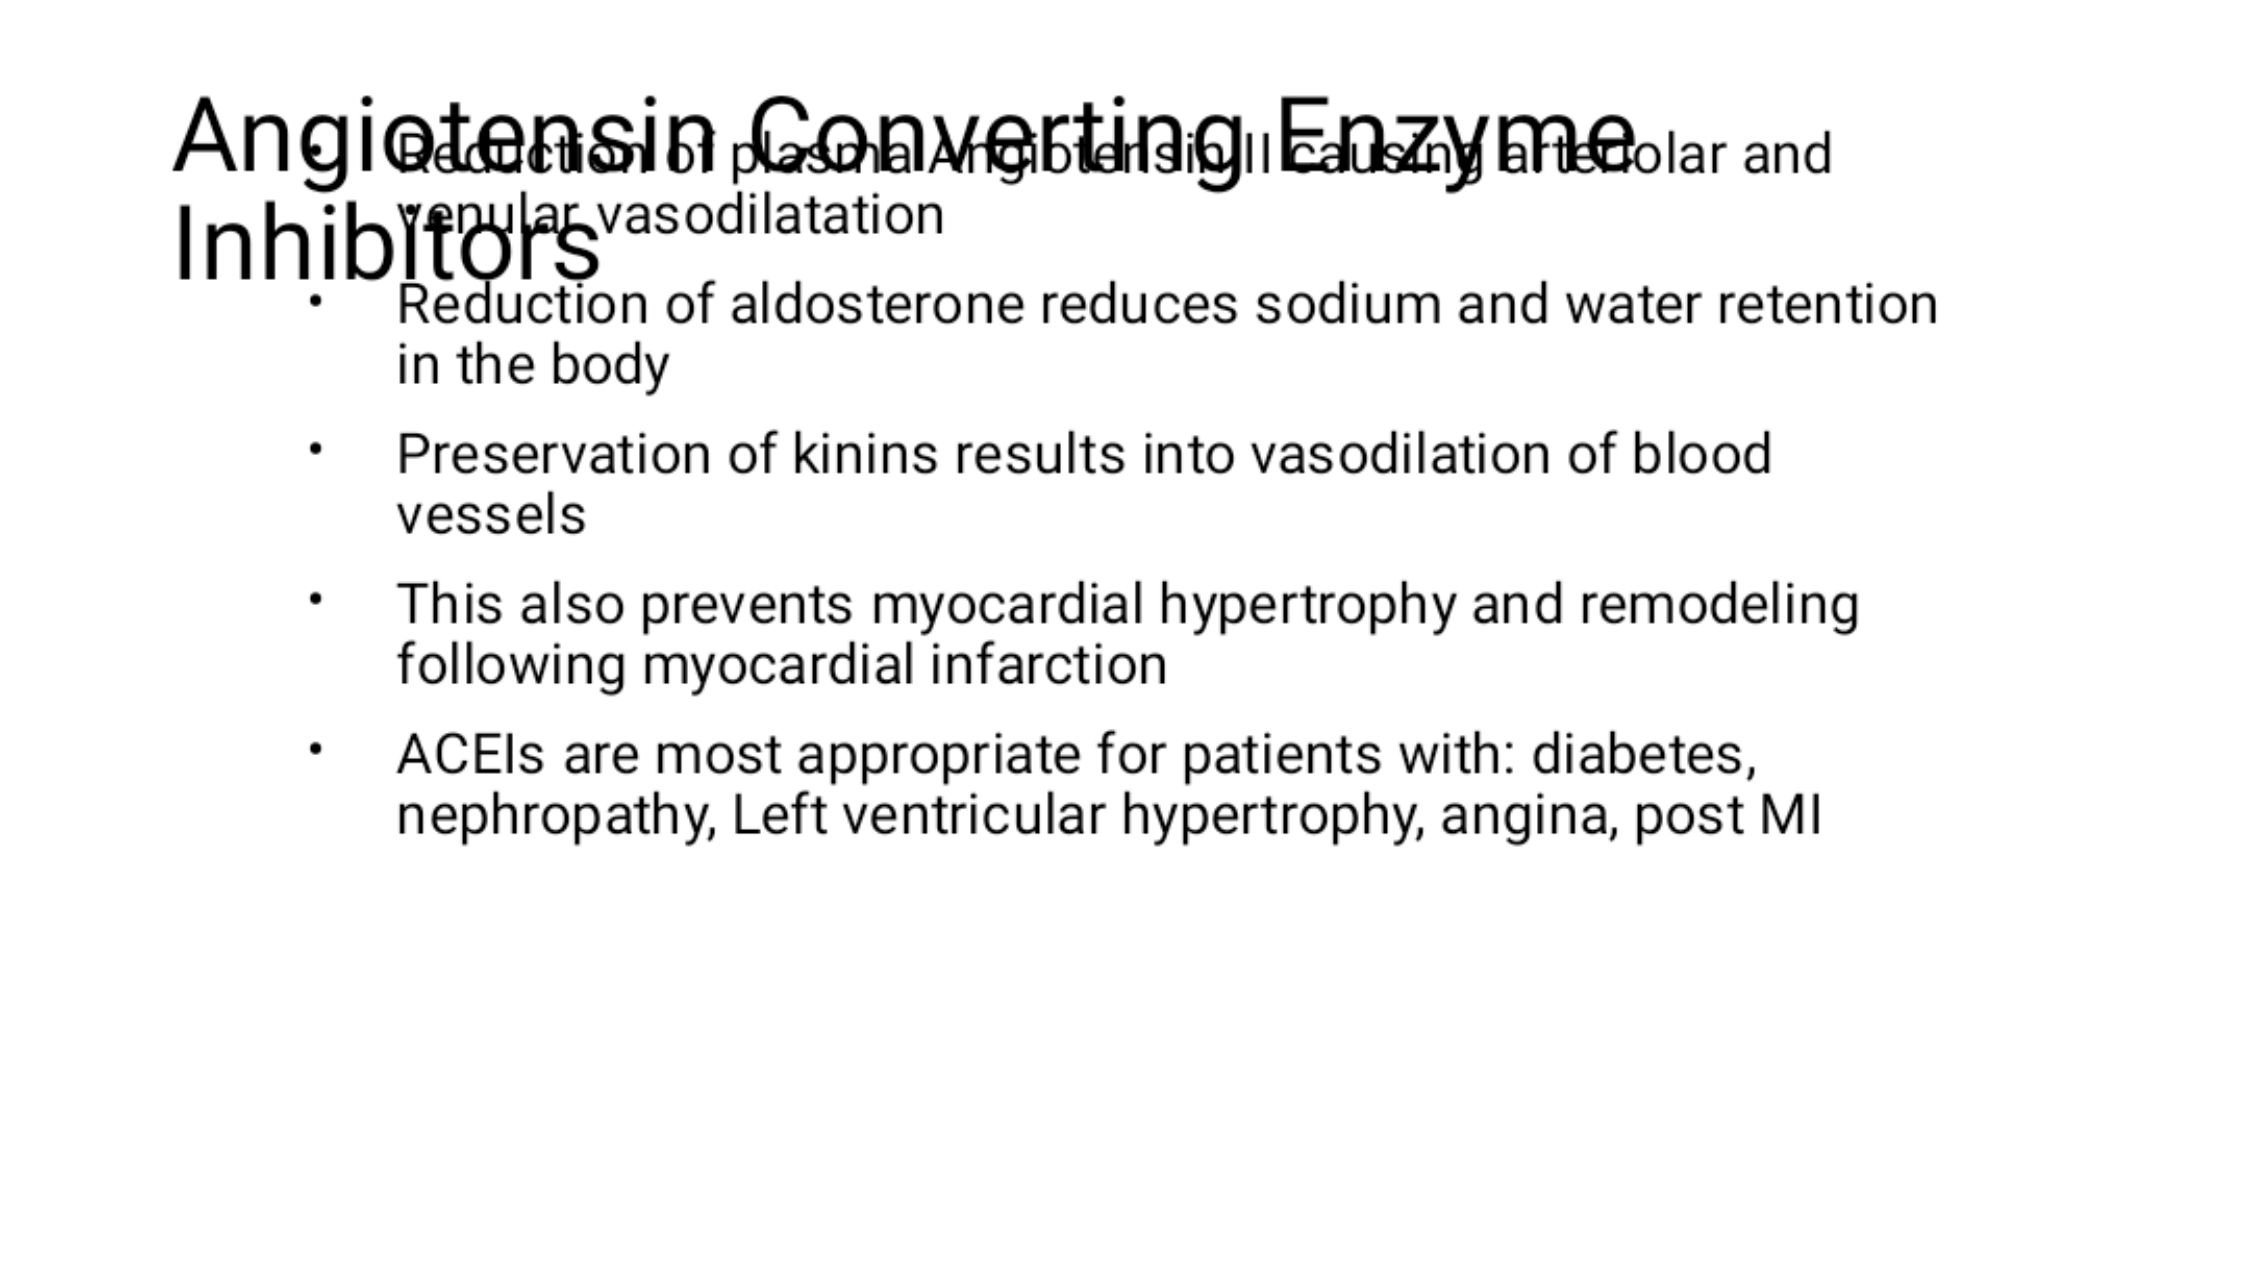 Angiotensin Converting Enzyme
Inhibitors
• Reduction of plasma Angiotensin II causing arteriolar and
venular vasodilatation
• Reduction of aldosterone reduces sodium and water retention
in the body
• Preservation of kinins results into vasodilation of blood
vessels
• This also prevents myocardial hypertrophy and remodeling
following myocardial infarction
• ACEIs are most appropriate for patients with: diabetes,
nephropathy, Left ventricular hypertrophy, angina, post MI